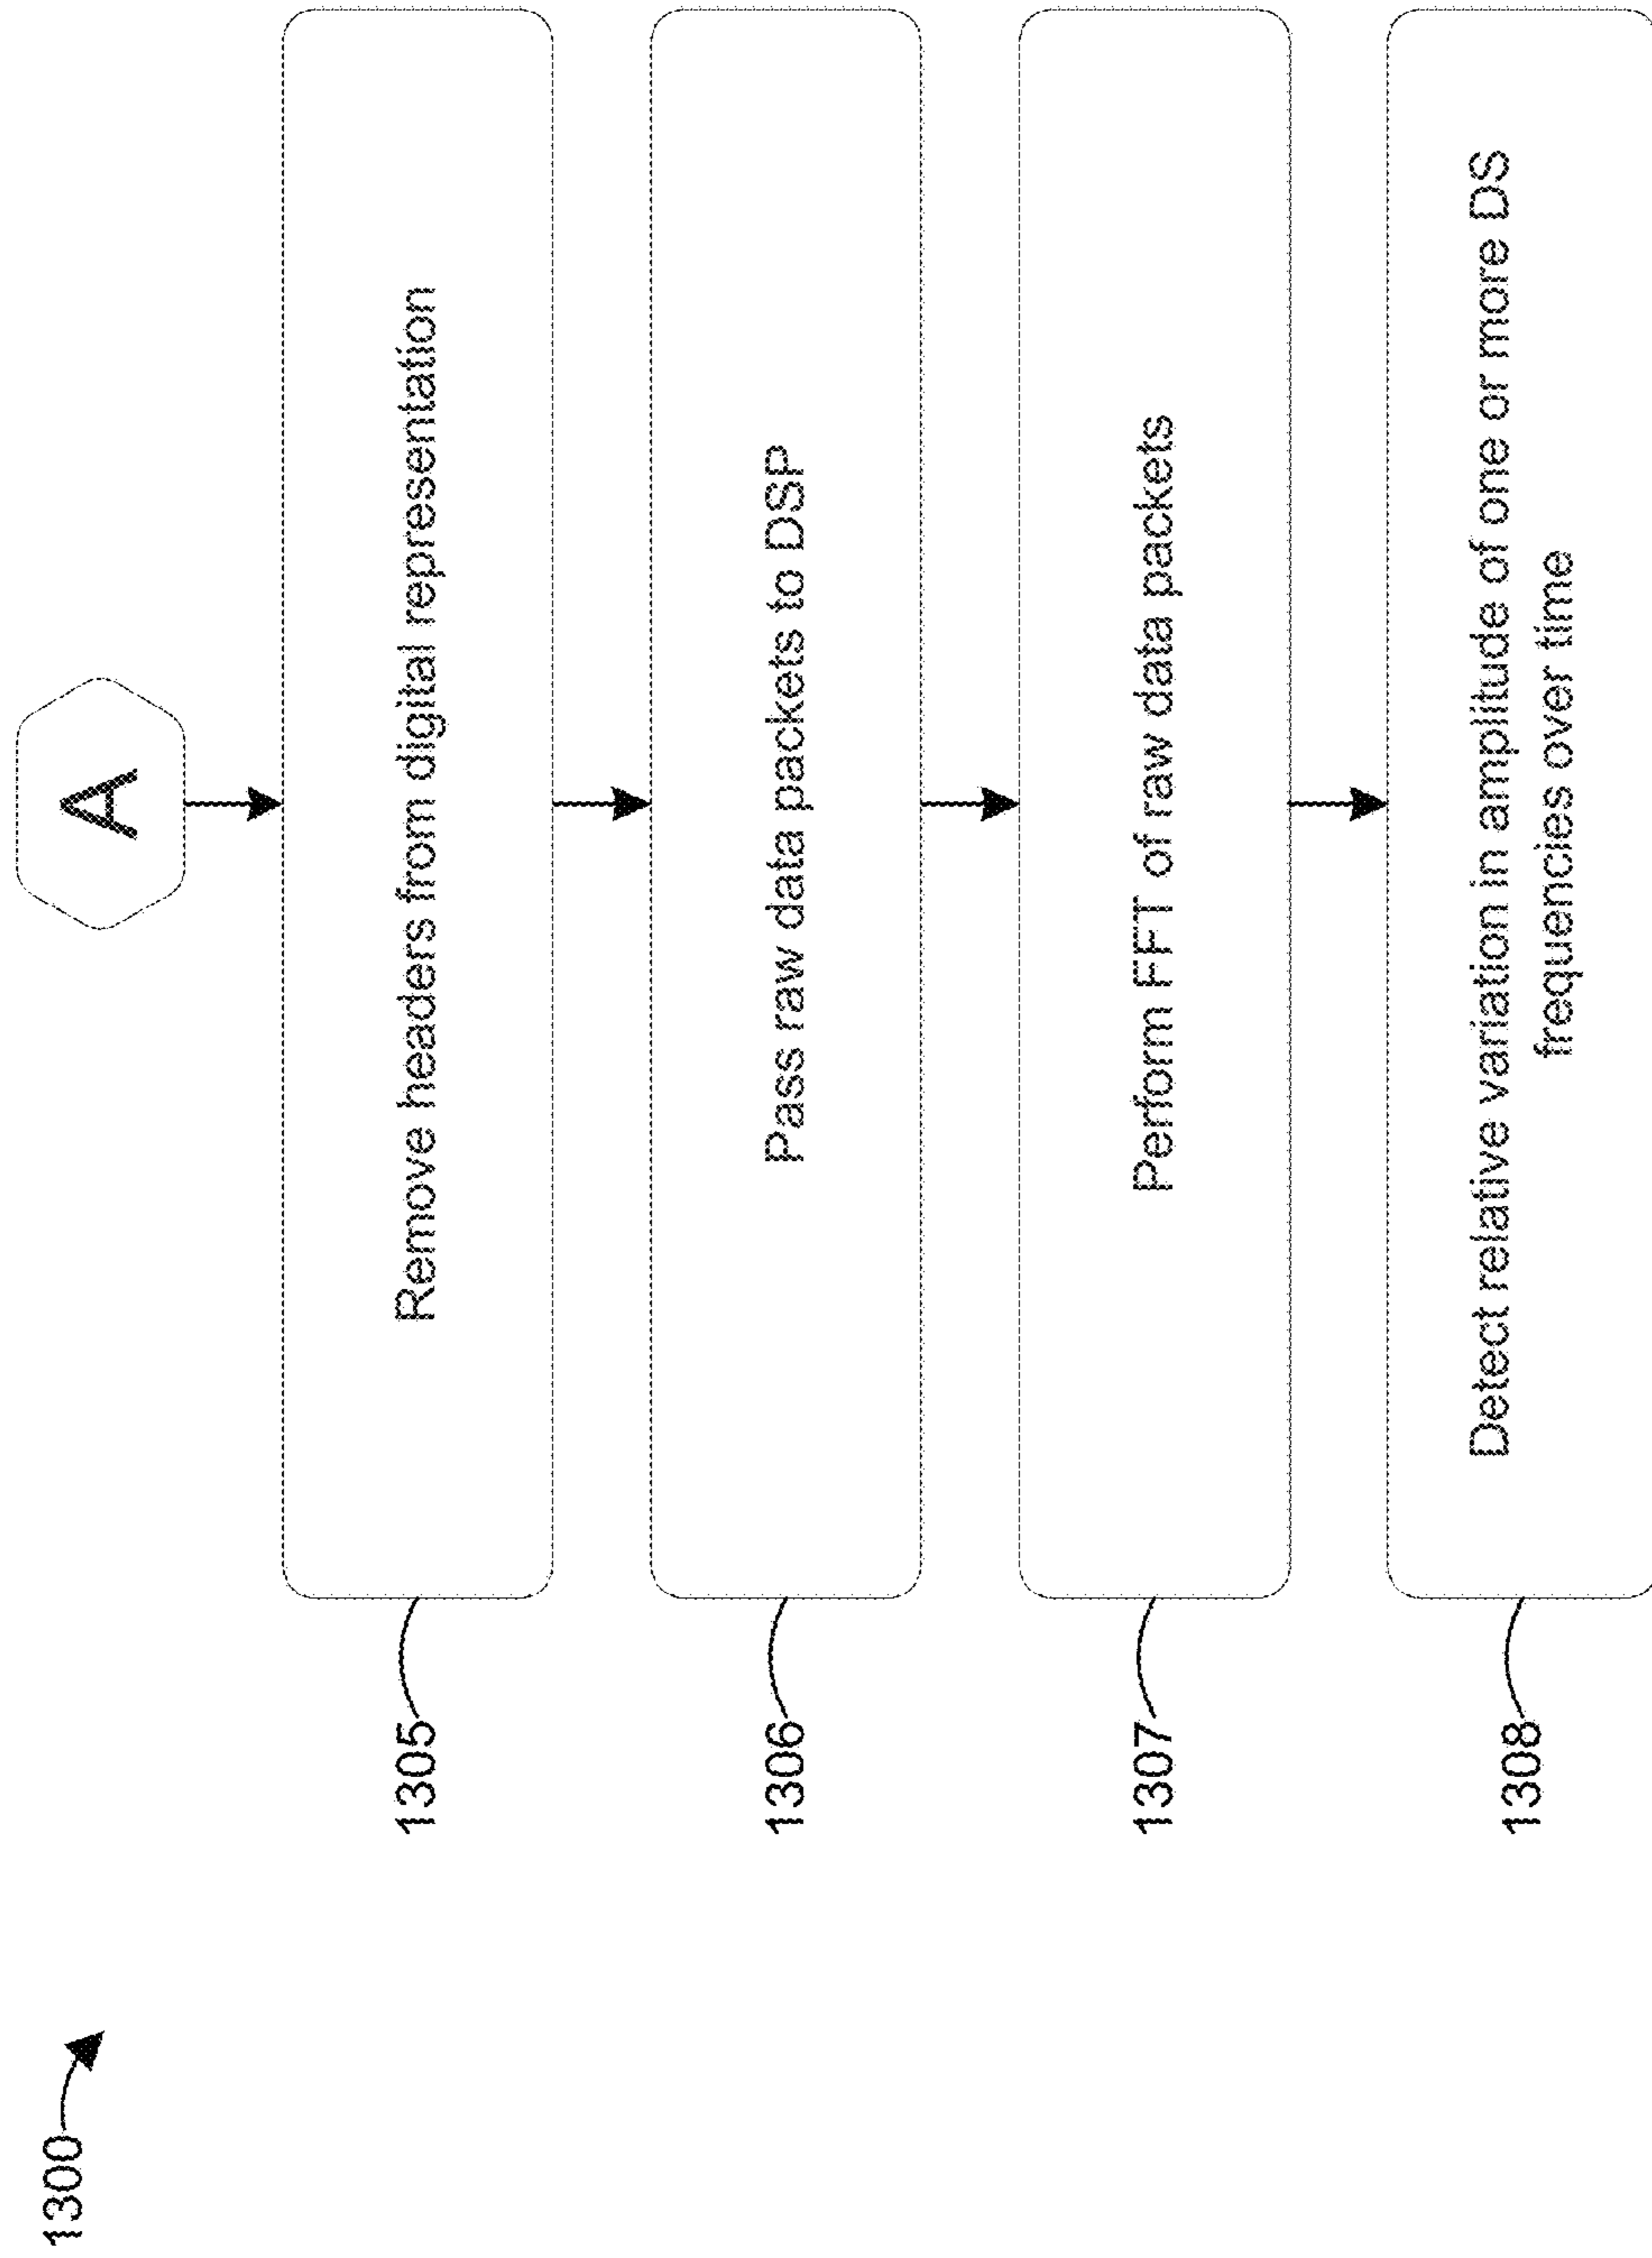 1300
A
1305
Remove headers from digital representation
1306
Pass raw data packets to DSP
1307
Perform FFT of raw data packets
1308
Detect relative variation in amplitude of one or more DS
frequencies over time